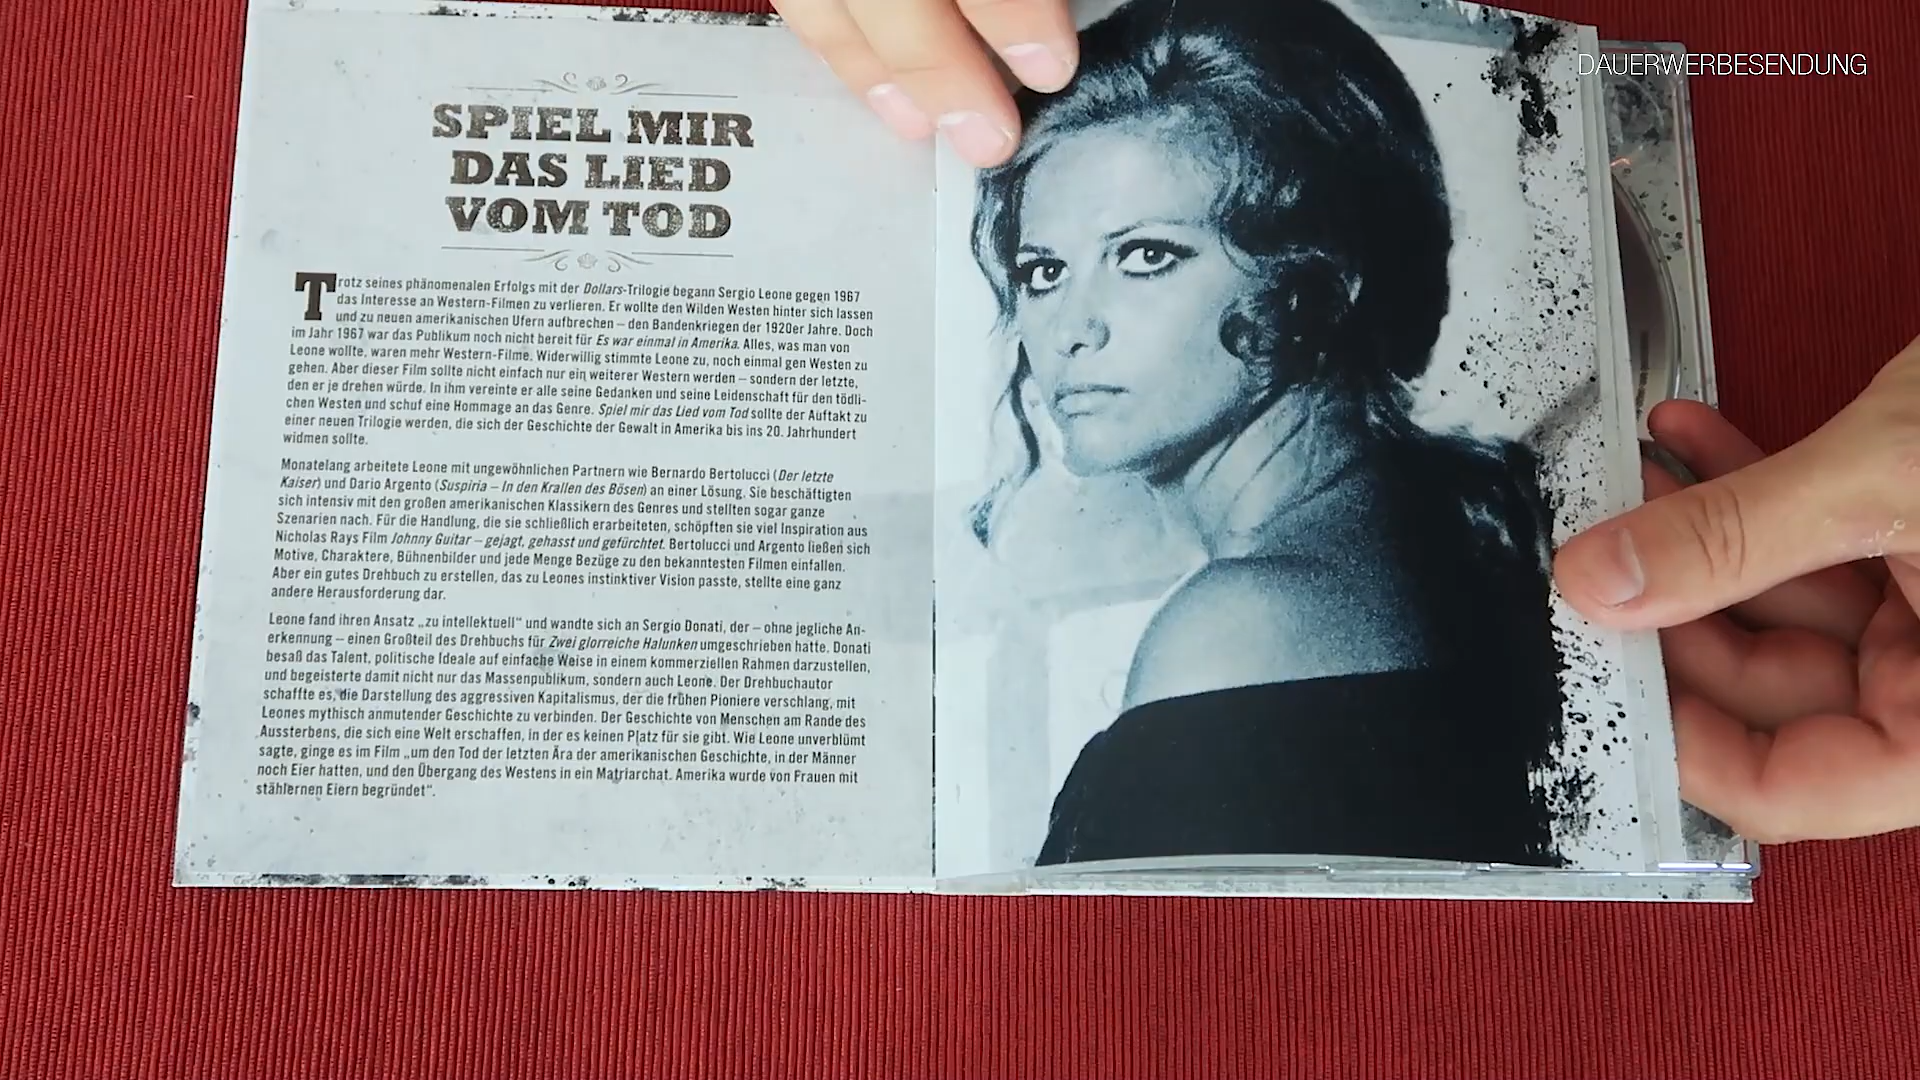 DAUERWERBESENDUNG
SPIEL MIR
DAS LIED
VOM TOD
Trotz seines phänomenalen Erfolgs mit der Dollars-Trilogie begann Sergio Leone gegen 1967
das Interesse an Western-Filmen zu verlieren. Er wollte den Wilden Westen hinter sich lassen
und zu neuen amerikanischen Ufern aufbrechen – den Bandenkriegen der 1920er Jahre. Doch
im Jahr 1967 war das Publikum noch nicht bereit für Es war einmal in Amerika. Alles, was man von
Leone wollte, waren mehr Western-Filme. Widerwillig stimmte Leone zu, noch einmal gen Westen zu
gehen. Aber dieser Film sollte nicht einfach nur ein weiterer Western werden – sondern der letzte,
den er je drehen würde. In ihm vereinte er alle seine Gedanken und seine Leidenschaft für den tödli-
chen Westen und schuf eine Hommage an das Genre. Spiel mir das Lied vom Tod sollte der Auftakt zu
einer neuen Trilogie werden, die sich der Geschichte der Gewalt in Amerika bis ins 20. Jahrhundert
widmen sollte.
Monatelang arbeitete Leone mit ungewöhnlichen Partnern wie Bernardo Bertolucci (Der letzte
Kaiser) und Dario Argento (Suspiria – In den Krallen des Bösen) an einer Lösung. Sie beschäftigten
sich intensiv mit den großen amerikanischen Klassikern des Genres und stellten sogar ganze
Szenarien nach. Für die Handlung, die sie schließlich erarbeiteten, schöpften sie viel Inspiration aus
Nicholas Rays Film Johnny Guitar – gejagt, gehasst und gefürchtet. Bertolucci und Argento ließen sich
Motive, Charaktere, Bühnenbilder und jede Menge Bezüge zu den bekanntesten Filmen einfallen.
Aber ein gutes Drehbuch zu erstellen, das zu Leones instinktiver Vision passte, stellte eine ganz
andere Herausforderung dar.
Leone fand ihren Ansatz „zu intellektuell“ und wandte sich an Sergio Donati, der – ohne jegliche An-
erkennung – einen Großteil des Drehbuchs für Zwei glorreiche Halunken umgeschrieben hatte. Donati
besaß das Talent, politische Ideale auf einfache Weise in einem kommerziellen Rahmen darzustellen,
und begeisterte damit nicht nur das Massenpublikum, sondern auch Leone. Der Drehbuchautor
schaffte es, die Darstellung des aggressiven Kapitalismus, der die frühen Pioniere verschlang, mit
Leones mythisch anmutender Geschichte zu verbinden. Der Geschichte von Menschen am Rande des
Aussterbens, die sich eine Welt erschaffen, in der es keinen Platz für sie gibt. Wie Leone unverblümt
sagte, ginge es im Film „um den Tod der letzten Ära der amerikanischen Geschichte, in der Männer
noch Eier hatten, und den Übergang des Westens in ein Matriarchat. Amerika wurde von Frauen mit
stählernen Eiern begründet“.